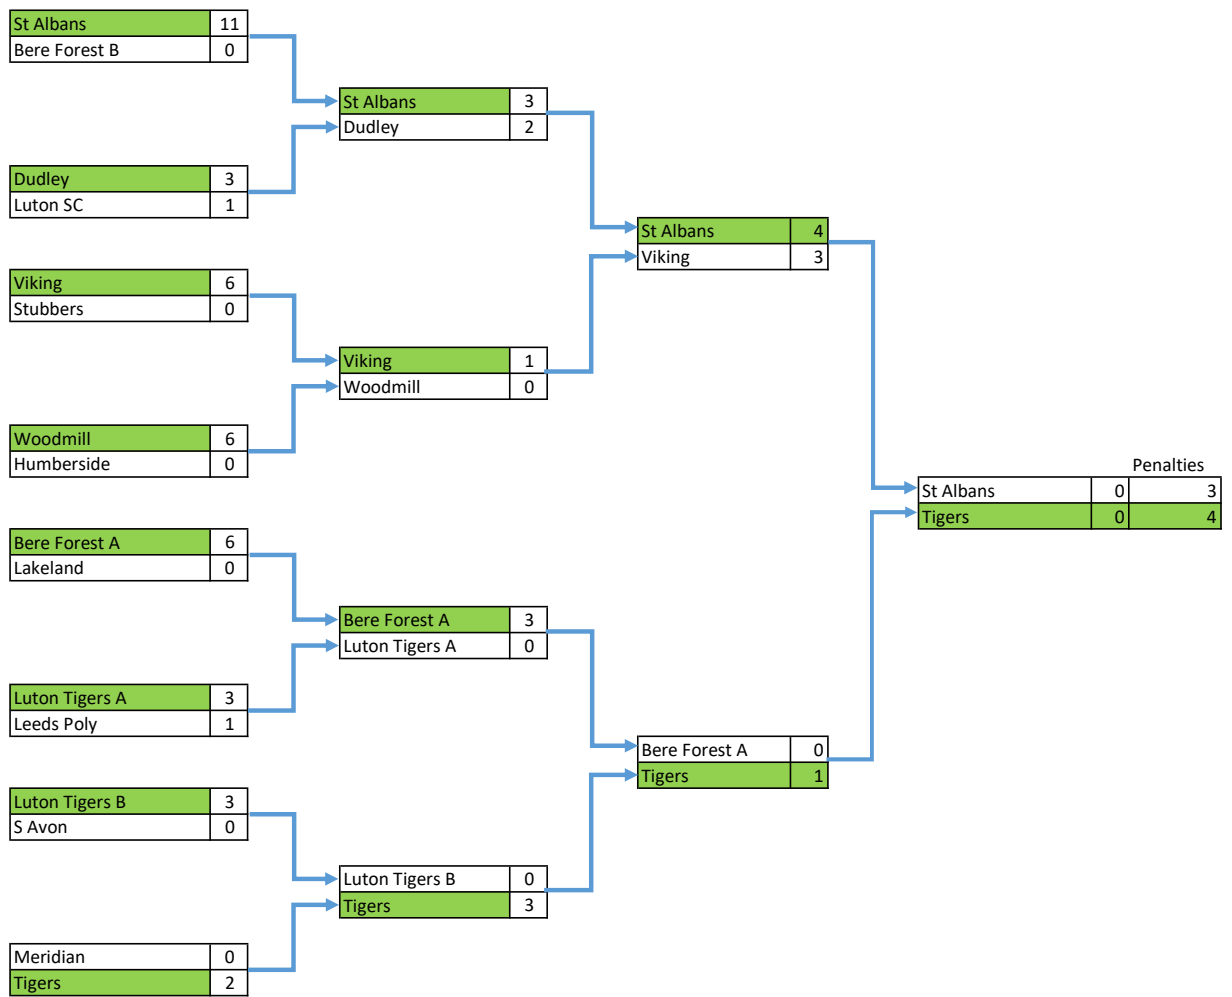 St Albans 11
Bere Forest B 0
Dudley 3
Luton SC 1
Viking 6
Stubbers 0
Woodmill 6
Humberside 0
Bere Forest A 6
Lakeland 0
Luton Tigers A 3
Leeds Poly 1
Luton Tigers B 3
S Avon 0
Meridian 0
Tigers 2
St Albans 3
Dudley 2
Viking 1
Woodmill 0
Bere Forest A 3
Luton Tigers A 0
Luton Tigers B 0
Tigers 3
St Albans 4
Viking 3
Bere Forest A 0
Tigers 1
Penalties
St Albans 0 3
Tigers 0 4